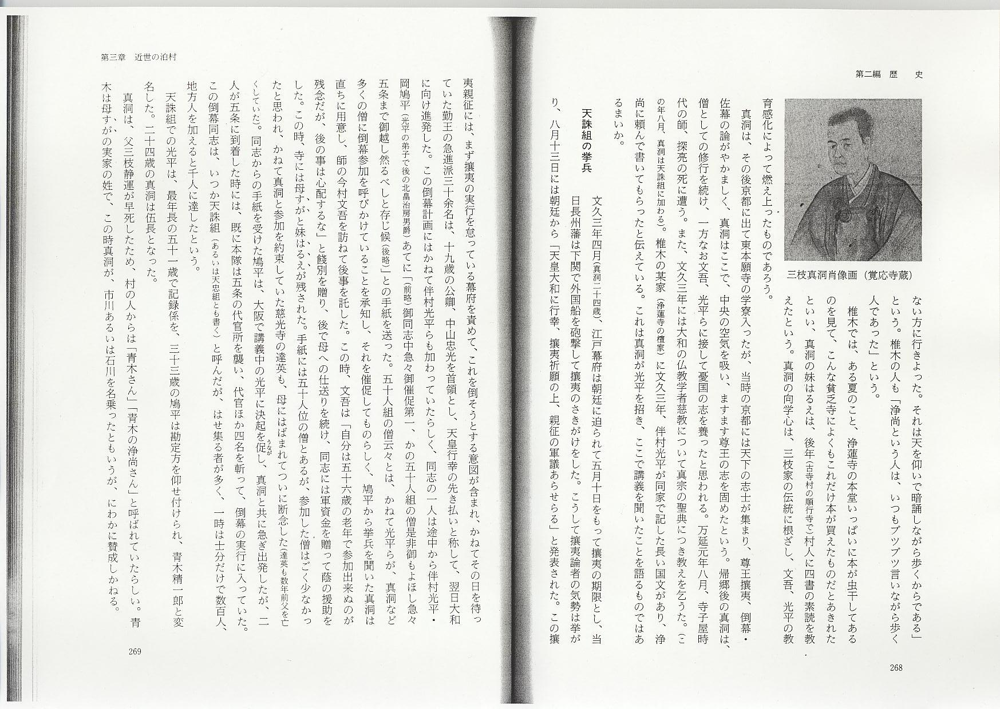 第二編　歴　　史
三枝真洞肖像画（覚応寺蔵）
ない方に行きよった。それは天を仰いで暗誦しながら歩くからである」
という。椎木の人も「浄尚という人は、いつもブツブツ言いながら歩く
人であった」という。
椎木では、ある夏のこと、浄蓮寺の本堂いっぱいに本が虫干してある
のを見て、こんな貧乏寺によくもこれだけ本が買えたものだとあきれた
といい、真洞の妹はるえは、後年（古寺村の順行寺で）村人に四書の素読を教
えたという。真洞の向学心は、三枝家の伝統に根ざし、文吾、光平の教
育感化によって燃え上ったものであろう。
真洞は、その後京都に出て東本願寺の学寮入ったが、当時の京都には天下の志士が集まり、尊王攘夷、倒幕・
佐幕の論がやかましく、真洞はここで、中央の空気を吸い、ますます尊王の志を固めたという。帰郷後の真洞は、
僧としての修行を続け、一方なお文吾、光平らに接して憂国の志を養ったと思われる。万延元年八月、寺子屋時
代の師、探亮の死に遭う。また、文久三年には大和の仏教学者慈教について真宗の聖典につき教えを乞うた。（こ
の年八月、真洞は天誅組に加わる）。椎木の某家（浄蓮寺の檀家）に文久三年、伴村光平が同家で記した長い国文があり、浄
尚に頼んで書いてもらったと伝えている。これは真洞が光平を招き、ここで講義を聞いたことを語るものではあ
るまいか。
天誅組の挙兵
文久三年四月（真洞二十四歳）、江戸幕府は朝廷に迫られて五月十日をもって攘夷の期限とし、当
日長州藩は下関で外国船を砲撃して攘夷のさきがけをした。こうして攘夷論者の気勢は挙が
り、八月十三日には朝廷から「天皇大和に行幸、攘夷祈願の上、親征の軍議あらせらる」と発表された。この攘
268
第三章　近世の泊村
夷親征には、まず攘夷の実行を怠っている幕府を責めて、これを倒そうとする意図が含まれ、かねてその日を待っ
ていた勤王の急進派三十余名は、十九歳の公卿、中山忠光を首領とし、天皇行幸の先き払いと称して、翌日大和
に向け進発した。この倒幕計画にはかねて伴村光平らも加わっていたらしく、同志の一人は途中から伴村光平・
岡鳩平（光平の弟子で後の北畠治房男爵）あてに「（前略）御同志中急々御催促第一、かの五十人組の僧是非御もよほし急々
五条まで御越し然るべしと存じ候（後略）」との手紙を送った。五十人組の僧云々とは、かねて光平らが、真洞など
多くの僧に倒幕参加を呼びかけていることを承知し、それを催促してものらしく、鳩平から挙兵を聞いた真洞は
直ちに用意し、師の今村文吾を訪ねて後事を託した。この時、文吾は「自分は五十六歳の老年で参加出来ぬのが
残念だが、後の事は心配するな」と餞別を贈り、後で母への仕送りを続け、同志には軍資金を贈って蔭の援助を
した。この時、寺には母すがと妹はるえが残された。手紙には五十人位の僧とあるが、参加した僧はごく少なかっ
たと思われ、かねて真洞と参加を約束していた慈光寺の達英も、母にはばまれてついに断念した（達英も数年前父を亡
くしていた）。同志からの手紙を受けた鳩平は、大阪で講義中の光平に決起を促うながし、真洞と共に急ぎ出発したが、二
人が五条に到着した時には、既に本隊は五条の代官所を襲い、代官ほか四名を斬って、倒幕の実行に入っていた。
この倒幕同志は、いつか天誅組（あるいは天忠組とも書く）と呼んだが、はせ集る者が多く、一時は士分だけで数百人、
地方人を加えると千人に達したという。
天誅組での光平は、最年長の五十一歳で記録係を、三十三歳の鳩平は勘定方を仰せ付けられ、青木精一郎と変
名した。二十四歳の真洞は伍長となった。
真洞は、父三枝静運が早死したため、村の人からは「青木さん」「青木の浄尚さん」と呼ばれていたらしい。青
木は母すがの実家の姓で、この時真洞が、市川あるいは石川を名乗ったともいうが、にわかに賛成しかねる。
269